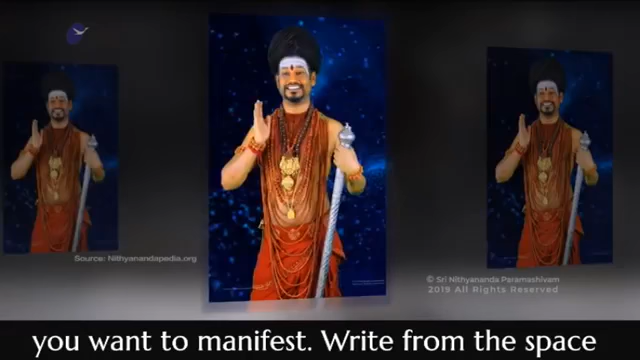 Source: Nithyanandapedia.org
© Sri Nithyananda Paramashivam
2019 All Rights Reserved
you want to manifest. Write from the space